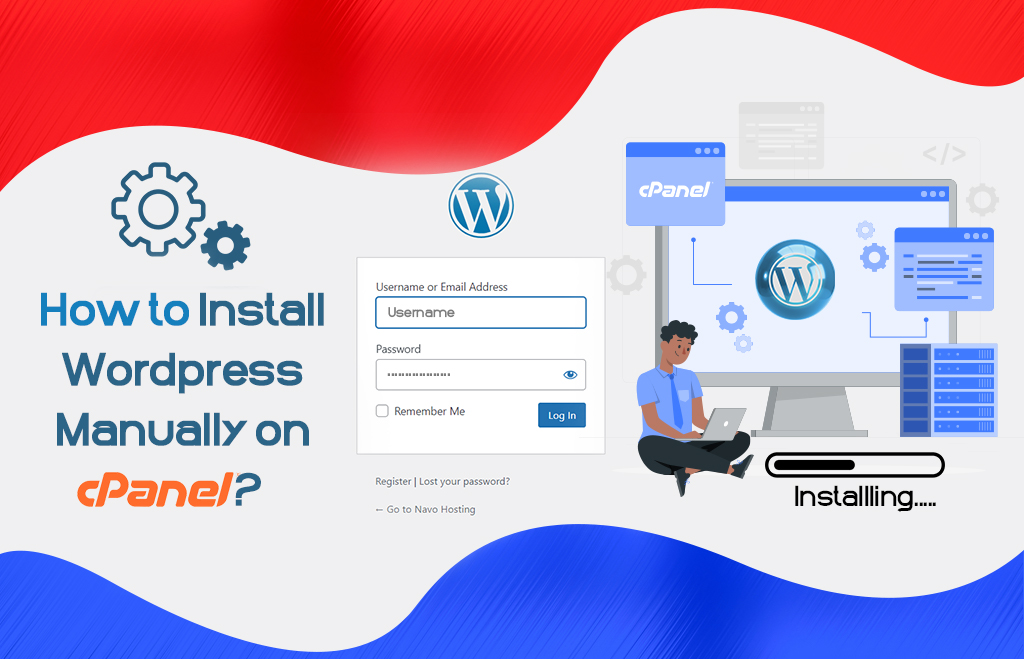 How to Install
Wordpress
Manually on
cPanel?
Username or Email Address
Username
Password
Remember Me
Log In
Register | Lost your password?
← Go to Navo Hosting
cPanel
</>
Installling.....